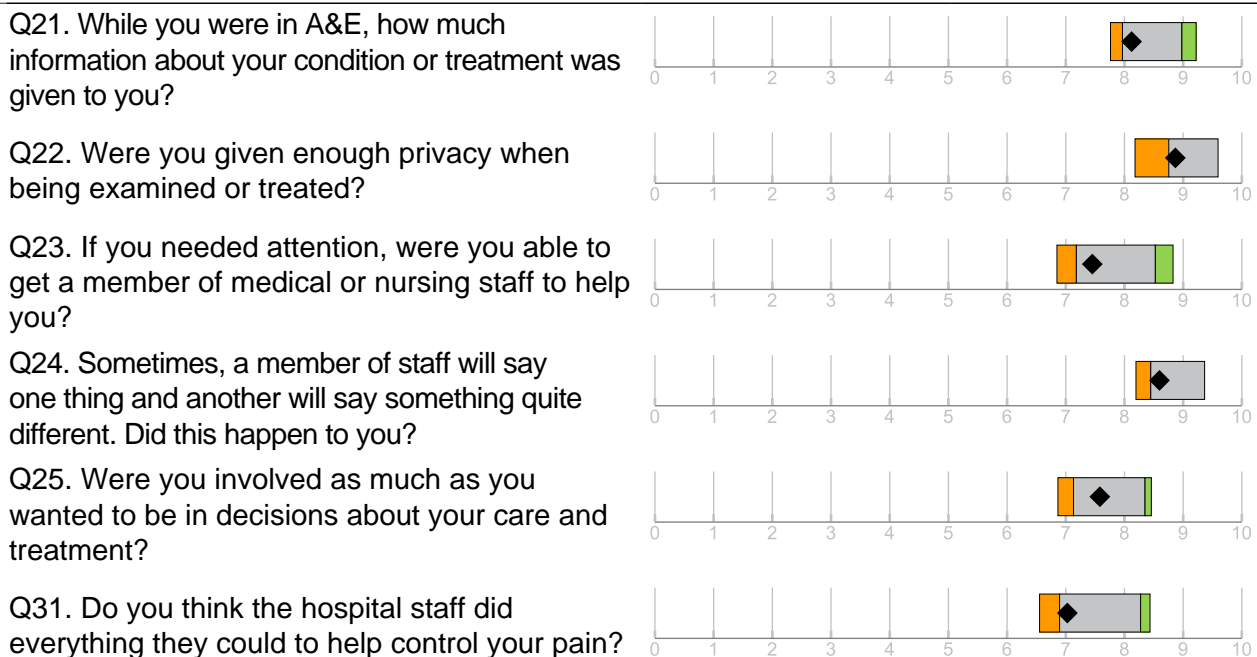 Q21. While you were in A&E, how much
information about your condition or treatment was
given to you?
0 1 2 3 4 5 6 7 8 9 10
Q22. Were you given enough privacy when
being examined or treated?
0 1 2 3 4 5 6 7 8 9 10
Q23. If you needed attention, were you able to
get a member of medical or nursing staff to help
you?
0 1 2 3 4 5 6 7 8 9 10
Q24. Sometimes, a member of staff will say
one thing and another will say something quite
different. Did this happen to you?
0 1 2 3 4 5 6 7 8 9 10
Q25. Were you involved as much as you
wanted to be in decisions about your care and
treatment?
0 1 2 3 4 5 6 7 8 9 10
Q31. Do you think the hospital staff did
everything they could to help control your pain?
0 1 2 3 4 5 6 7 8 9 10